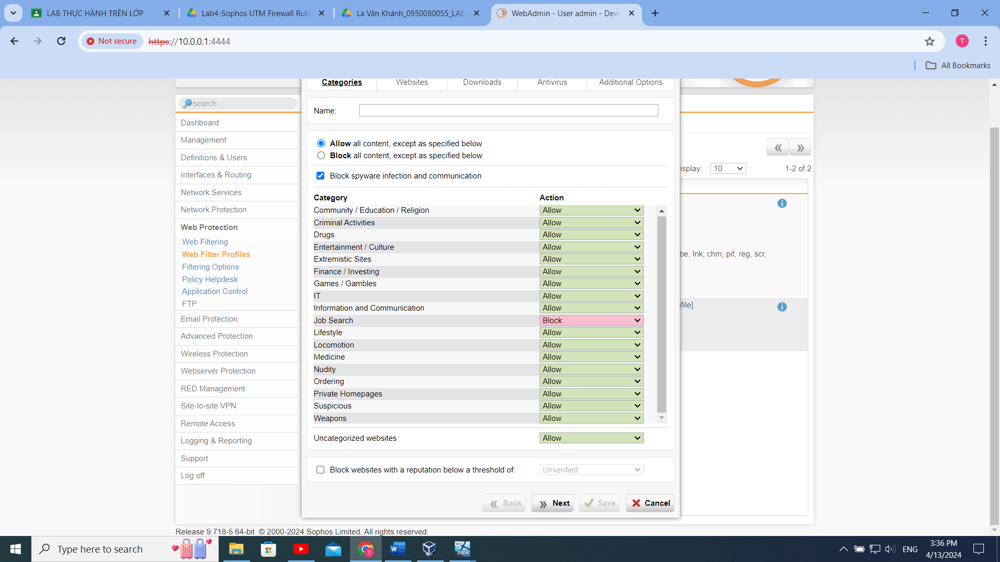 LAB THỰC HÀNH TRÊN LỚP
Lab4-Sophos UTM Firewall Rule
La Văn Khánh_0950080055_LAB
WebAdmin - User admin - Devi
Not secure
https://10.0.0.1:4444
T
All Bookmarks
Categories
Websites
Downloads
Antivirus
Additional Options
search
Dashboard
Management
Definitions & Users
Interfaces & Routing
Network Services
Network Protection
Web Protection
Web Filtering
Web Filter Profiles
Filtering Options
Policy Helpdesk
Application Control
FTP
Email Protection
Advanced Protection
Wireless Protection
Webserver Protection
RED Management
Site-to-site VPN
Remote Access
Logging & Reporting
Support
Log off
Name:
Allow all content, except as specified below
Block all content, except as specified below
Block spyware infection and communication
Category Action
Community / Education / Religion Allow
Criminal Activities Allow
Drugs Allow
Entertainment / Culture Allow
Extremistic Sites Allow
Finance / Investing Allow
Games / Gambles Allow
IT Allow
Information and Communication Allow
Job Search Block
Lifestyle Allow
Locomotion Allow
Medicine Allow
Nudity Allow
Ordering Allow
Private Homepages Allow
Suspicious Allow
Weapons Allow
Uncategorized websites Allow
Block websites with a reputation below a threshold of: Unverified
Back
Next
Save
Cancel
isplay: 10 1-2 of 2
be, lnk, chm, pif, reg, scr,
ofile]
Release 9.718-5 64-bit © 2000-2024 Sophos Limited. All rights reserved.
Type here to search
T
W
64
2008
ENG
3:36 PM
4/13/2024